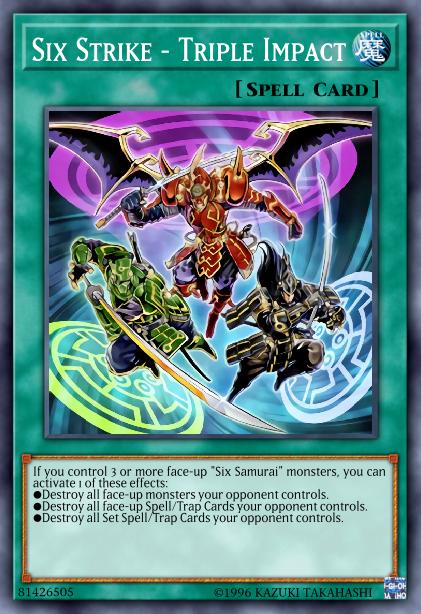 Six Strike - Triple Impact
SPELL
魔
[ Spell Card ]
If you control 3 or more face-up "Six Samurai" monsters, you can
activate 1 of these effects:
●Destroy all face-up monsters your opponent controls.
●Destroy all face-up Spell/Trap Cards your opponent controls.
●Destroy all Set Spell/Trap Cards your opponent controls.
81426505
©1996 KAZUKI TAKAHASHI